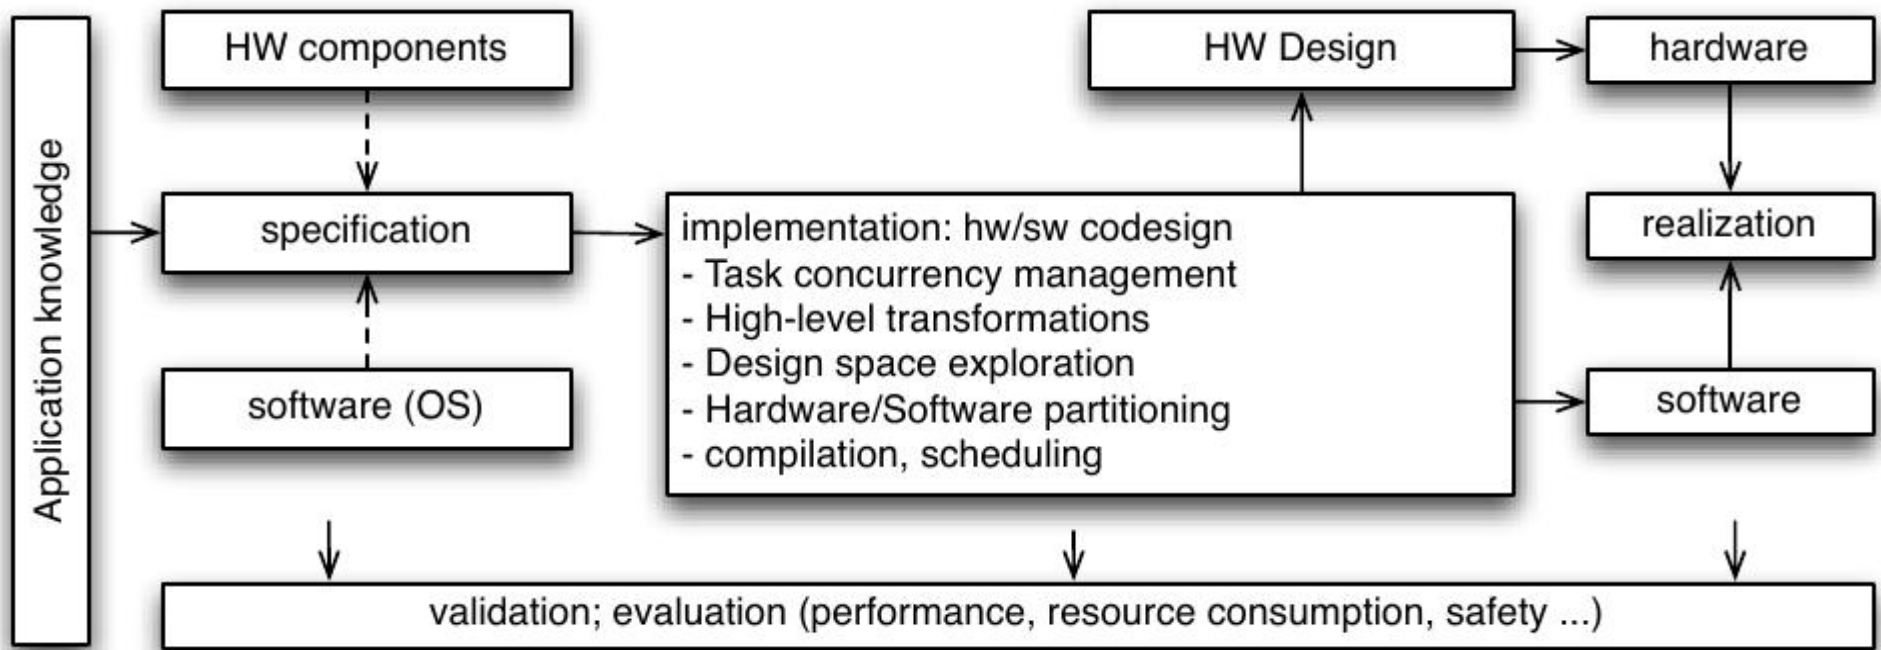 Application knowledge
HW components
specification
software (OS)
implementation: hw/sw codesign
- Task concurrency management
- High-level transformations
- Design space exploration
- Hardware/Software partitioning
- compilation, scheduling
HW Design
hardware
realization
software
validation; evaluation (performance, resource consumption, safety ...)